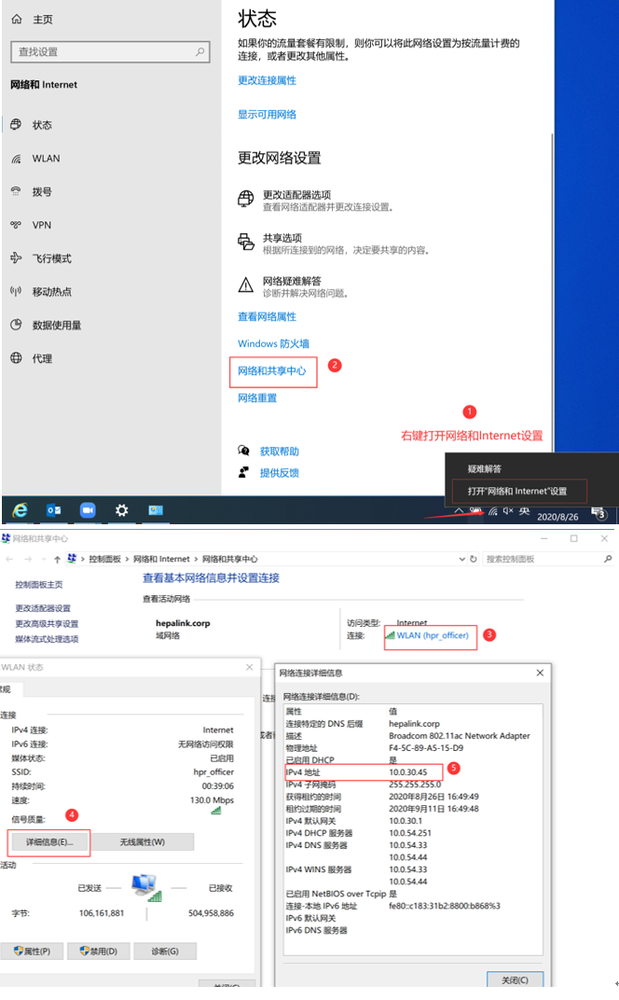 主页
查找设置
网络和 Internet
状态
WLAN
拨号
VPN
飞行模式
移动热点
数据使用量
代理
状态
如果你的流量套餐有限制，则你可以将此网络设置为按流量计费的
连接，或者更改其他属性。
更改连接属性
显示可用网络
更改网络设置
更改适配器选项
查看网络适配器并更改连接设置。
共享选项
根据所连接到的网络，决定要共享的内容。
网络疑难解答
诊断并解决网络问题。
查看网络属性
Windows 防火墙
网络和共享中心
2
网络重置
1
右键打开网络和Internet设置
获取帮助
提供反馈
疑难解答
打开"网络和 Internet"设置
英
2020/8/26
3
网络和共享中心
控制面板 > 网络和 Internet > 网络和共享中心
搜索控制面板
控制面板主页
更改适配器设置
更改高级共享设置
媒体流式处理选项
查看基本网络信息并设置连接
查看活动网络
hepalink.corp
域网络
访问类型: Internet
连接: WLAN (hpr_officer)
3
WLAN 状态
常规
连接
IPv4 连接: Internet
IPv6 连接: 无网络访问权限
媒体状态: 已启用
SSID: hpr_officer
持续时间: 00:39:06
速度: 130.0 Mbps
信号质量:
4
详细信息(E)... 无线属性(W)
活动
已发送 已接收
字节: 106,161,881 504,958,886
属性(P) 禁用(D) 诊断(G)
关闭(C)
网络连接详细信息
网络连接详细信息(D):
属性 值
连接特定的 DNS 后缀 hepalink.corp
描述 Broadcom 802.11ac Network Adapter
物理地址 F4-5C-89-A5-15-D9
已启用 DHCP 是
IPv4 地址 10.0.30.45
5
IPv4 子网掩码 255.255.255.0
获得租约的时间 2020年8月26日 16:49:49
租约过期的时间 2020年9月11日 16:49:48
IPv4 默认网关 10.0.30.1
IPv4 DHCP 服务器 10.0.54.251
IPv4 DNS 服务器 10.0.54.33
10.0.54.44
IPv4 WINS 服务器 10.0.54.33
10.0.54.44
已启用 NetBIOS over Tcpip 是
连接-本地 IPv6 地址 fe80::c183:31b2:8800:b868%3
IPv6 默认网关
IPv6 DNS 服务器
关闭(C)